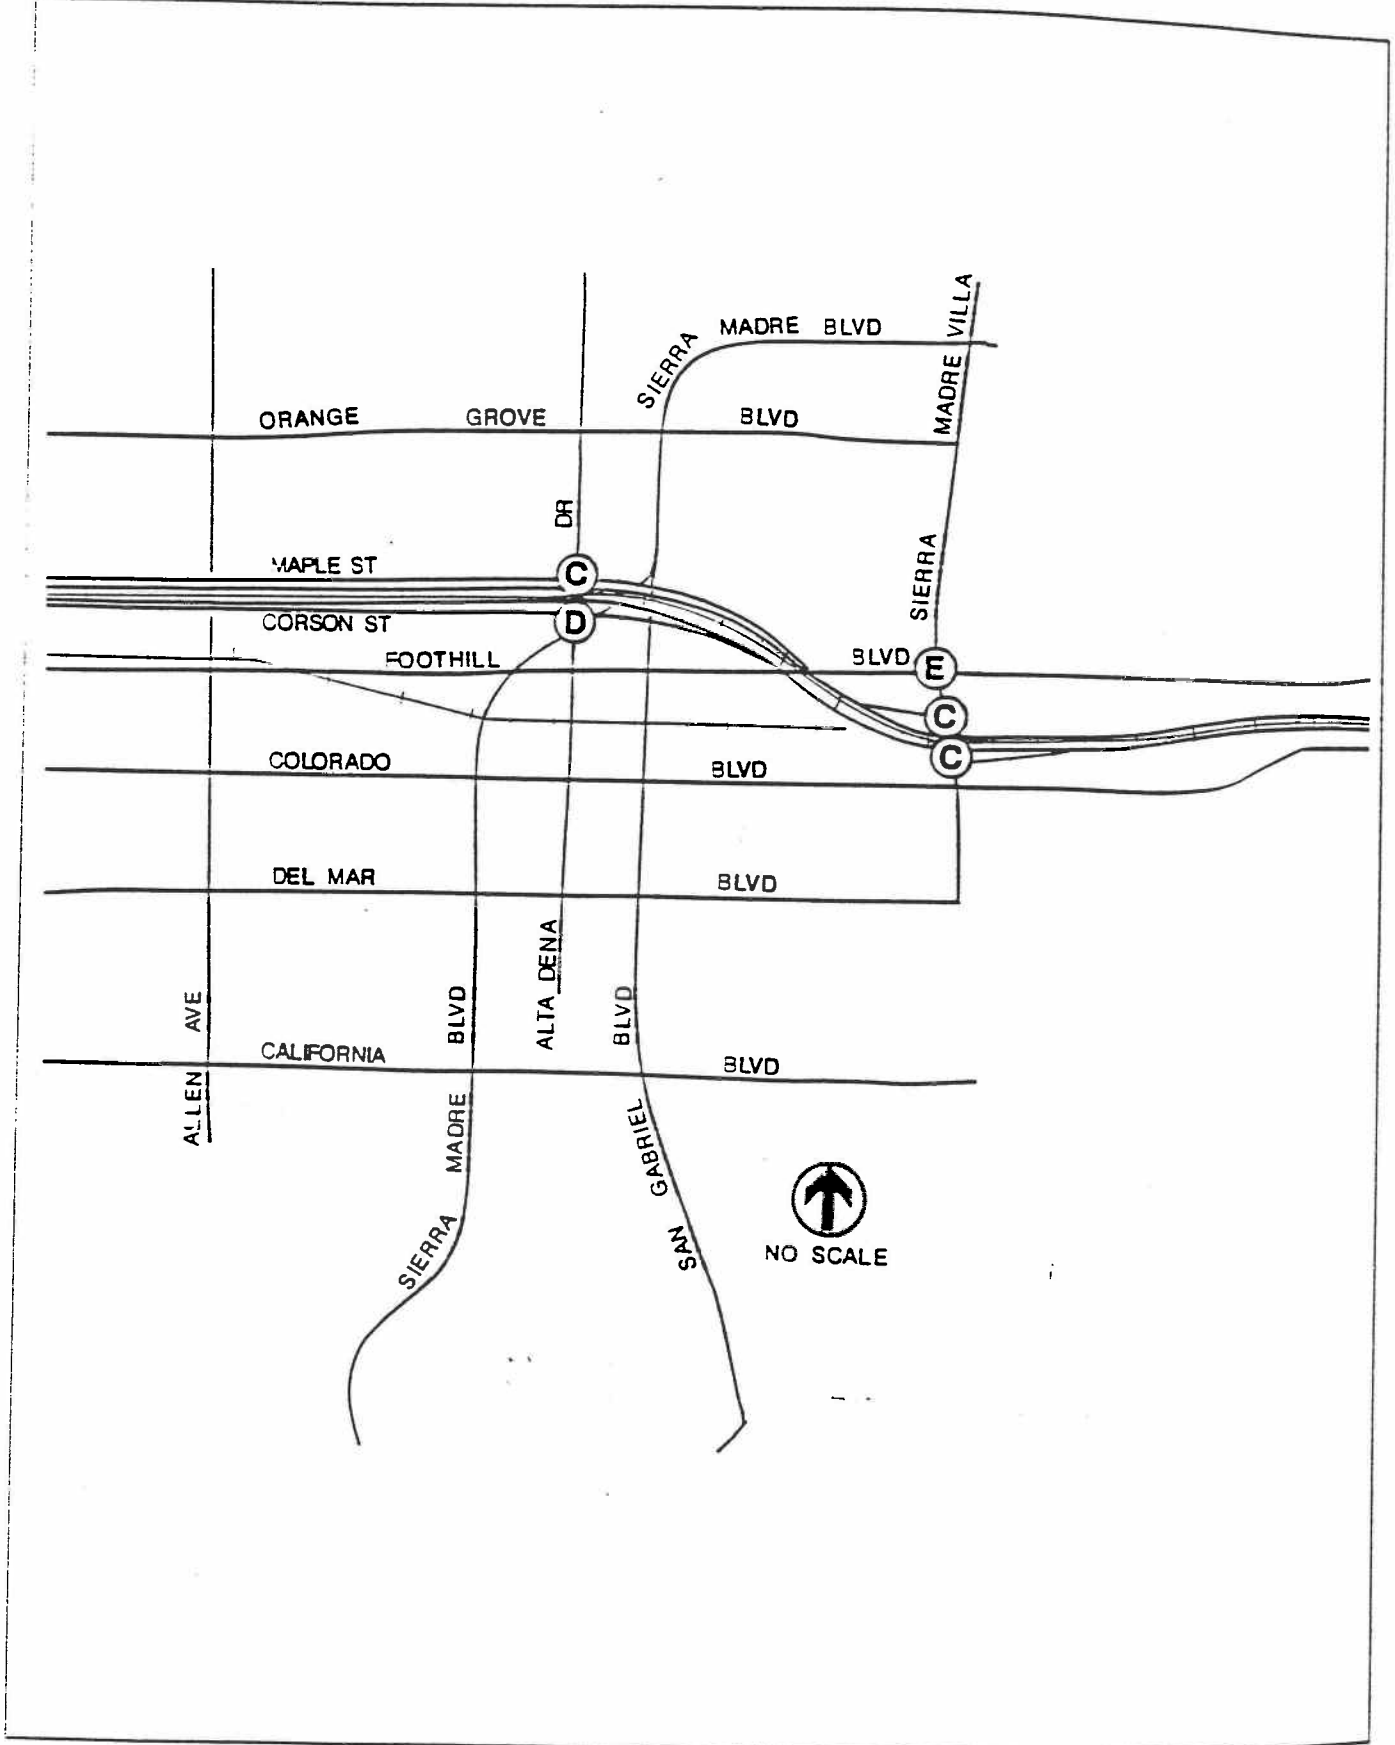 MADRE BLVD
SIERRA
MADRE VILLA
ORANGE GROVE BLVD
DR
SIERRA
MAPLE ST
C
CORSON ST
D
FOOTHILL BLVD
E
C
COLORADO BLVD
C
DEL MAR BLVD
ALLEN AVE
SIERRA MADRE BLVD
ALTA DENA
SAN GABRIEL BLVD
CALIFORNIA BLVD
NO SCALE